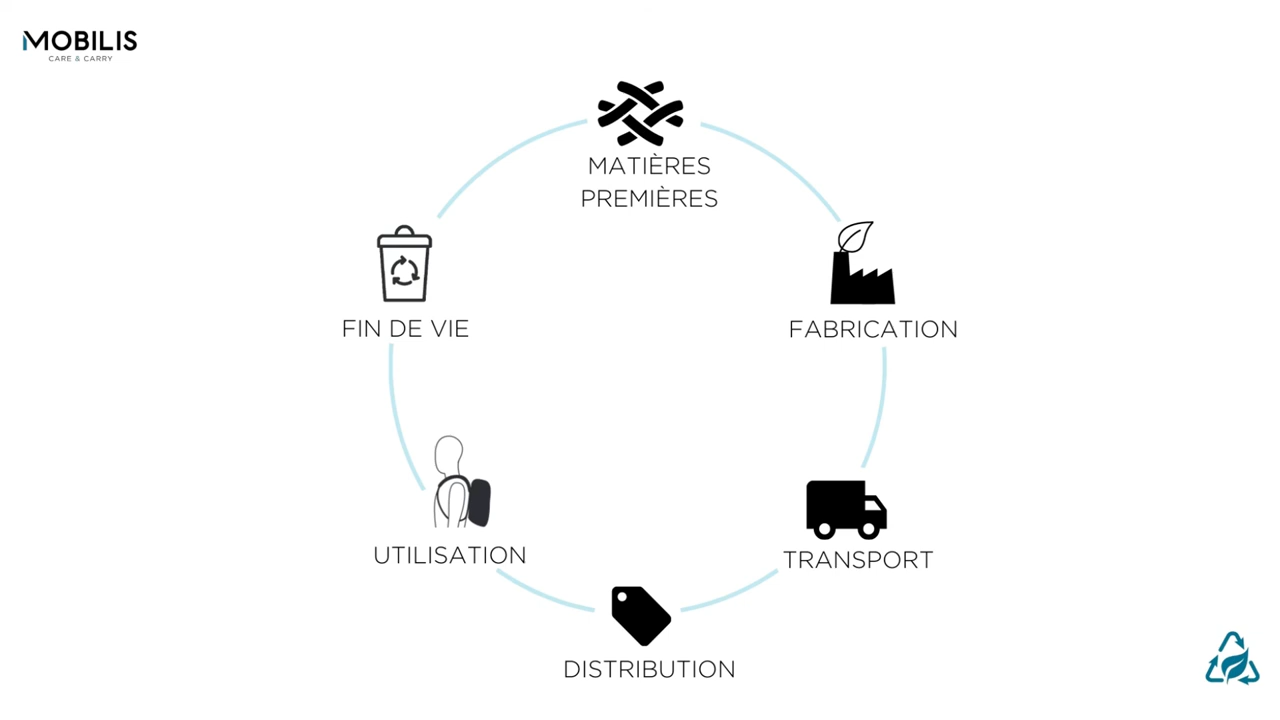 MOBILIS
CARE & CARRY
MATIÈRES
PREMIÈRES
FABRICATION
FIN DE VIE
UTILISATION
TRANSPORT
DISTRIBUTION